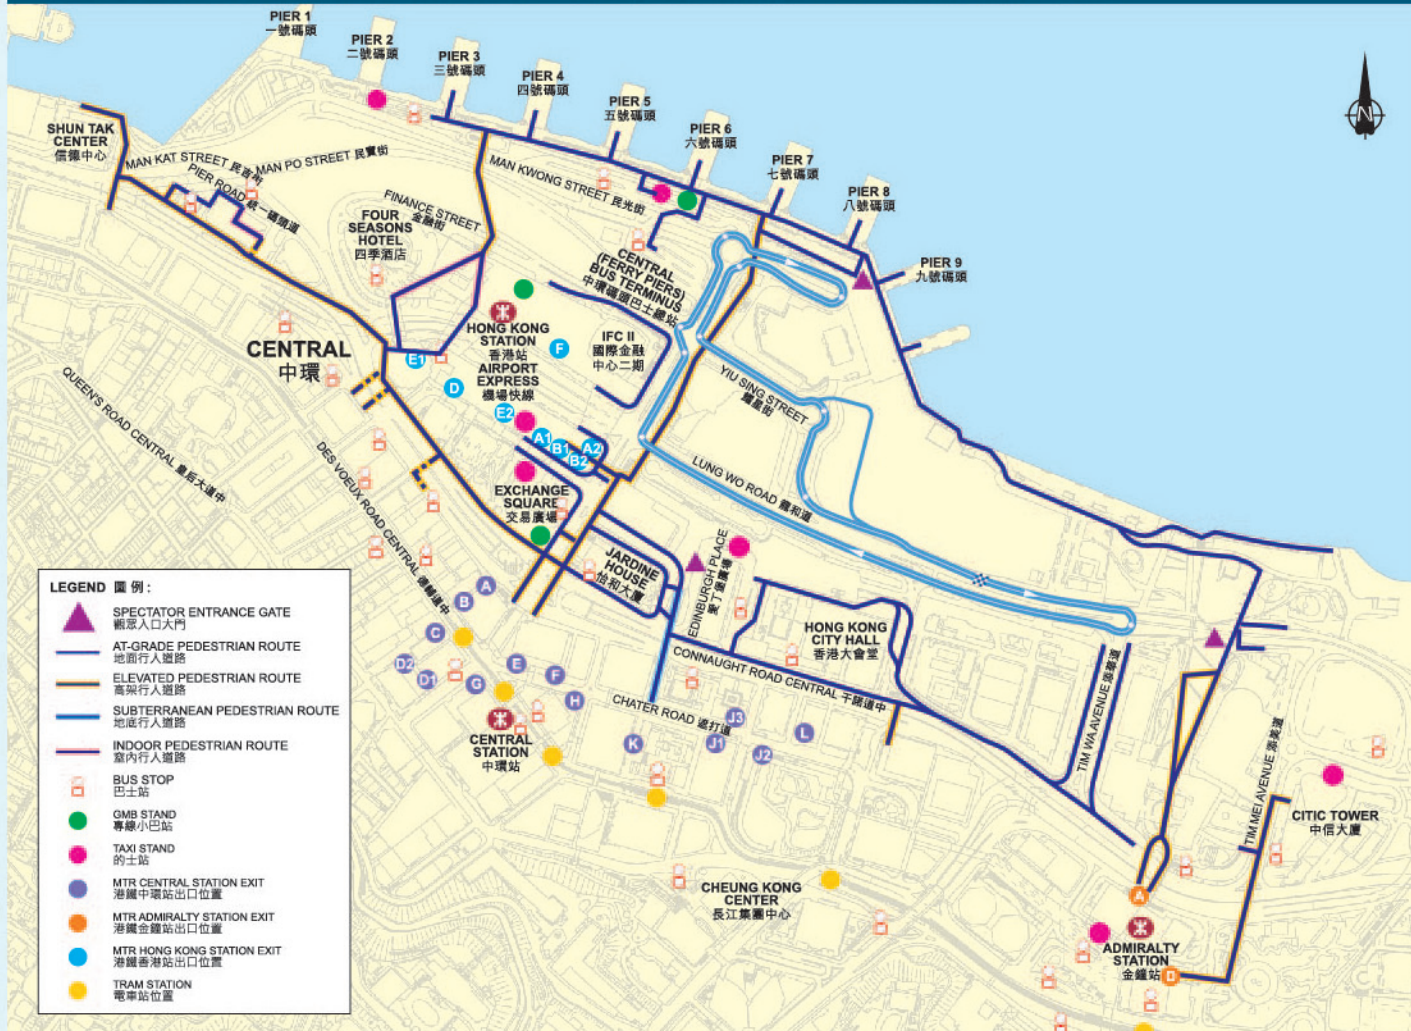 PIER 1
一號碼頭
PIER 2
二號碼頭
PIER 3
三號碼頭
PIER 4
四號碼頭
PIER 5
五號碼頭
PIER 6
六號碼頭
PIER 7
七號碼頭
PIER 8
八號碼頭
PIER 9
九號碼頭
N
SHUN TAK
CENTER
信德中心
MAN KAT STREET 民吉街
MAN PO STREET 民寶街
PIER ROAD 統一碼頭道
MAN KWONG STREET 民光街
FINANCE STREET
金融街
FOUR
SEASONS
HOTEL
四季酒店
CENTRAL
(FERRY PIERS)
BUS TERMINUS
中環碼頭巴士總站
HONG KONG
STATION
香港站
AIRPORT
EXPRESS
機場快線
IFC II
國際金融
中心二期
CENTRAL
中環
E1
F
D
E2
A1
B1
A2
B2
YIU SING STREET
耀星街
QUEEN'S ROAD CENTRAL 皇后大道中
DES VOEUX ROAD CENTRAL 德輔道中
LUNG WO ROAD 龍和道
EXCHANGE
SQUARE
交易廣場
JARDINE
HOUSE
怡和大廈
EDINBURGH PLACE
愛丁堡廣場
HONG KONG
CITY HALL
香港大會堂
CONNAUGHT ROAD CENTRAL 干諾道中
CHATER ROAD 遮打道
TIM WA AVENUE 添華道
TIM MEI AVENUE 添美道
A
B
C
D2
D1
E
G
F
H
K
J3
J1
J2
L
CENTRAL
STATION
中環站
CITIC TOWER
中信大廈
CHEUNG KONG
CENTER
長江集團中心
A
ADMIRALTY
STATION
金鐘站
D
LEGEND 圖例：
SPECTATOR ENTRANCE GATE
觀眾入口大門
AT-GRADE PEDESTRIAN ROUTE
地面行人道路
ELEVATED PEDESTRIAN ROUTE
高架行人道路
SUBTERRANEAN PEDESTRIAN ROUTE
地底行人道路
INDOOR PEDESTRIAN ROUTE
室內行人道路
BUS STOP
巴士站
GMB STAND
專線小巴站
TAXI STAND
的士站
MTR CENTRAL STATION EXIT
港鐵中環站出口位置
MTR ADMIRALTY STATION EXIT
港鐵金鐘站出口位置
MTR HONG KONG STATION EXIT
港鐵香港站出口位置
TRAM STATION
電車站位置